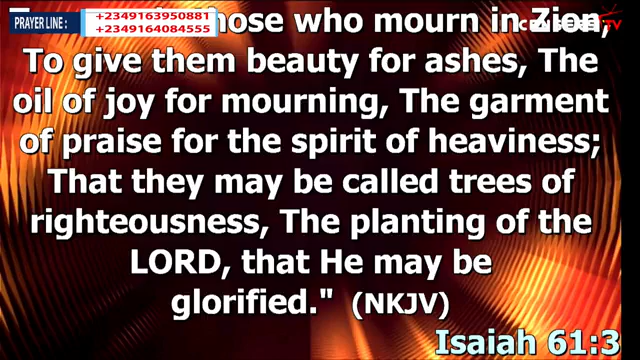 PRAYER LINE :
+2349163950881
+2349164084555
who mourn in Zion,
To give them beauty for ashes, The
oil of joy for mourning, The garment
of praise for the spirit of heaviness;
That they may be called trees of
righteousness, The planting of the
LORD, that He may be
glorified." (NKJV)
Isaiah 61:3
TV